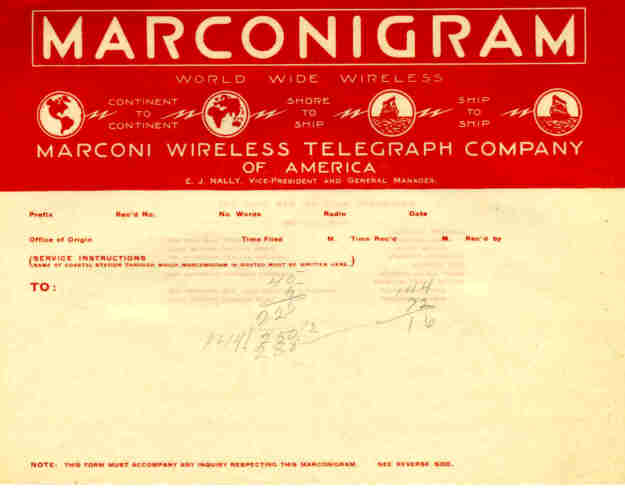 MARCONIGRAM
WORLD WIDE WIRELESS
CONTINENT TO CONTINENT
SHORE TO SHIP
SHIP TO SHIP
MARCONI WIRELESS TELEGRAPH COMPANY
OF AMERICA
E. J. NALLY, VICE-PRESIDENT AND GENERAL MANAGER.
Prefix Rec'd No. No. Words Radio Date
Office of Origin Time Filed M. Time Rec'd M. Rec'd by
(SERVICE INSTRUCTIONS
(NAME OF COASTAL STATION THROUGH WHICH MARCONIGRAM IS ROUTED MUST BE WRITTEN HERE.)
TO:
144
72
16
NOTE: THIS FORM MUST ACCOMPANY ANY INQUIRY RESPECTING THIS MARCONIGRAM. SEE REVERSE SIDE.